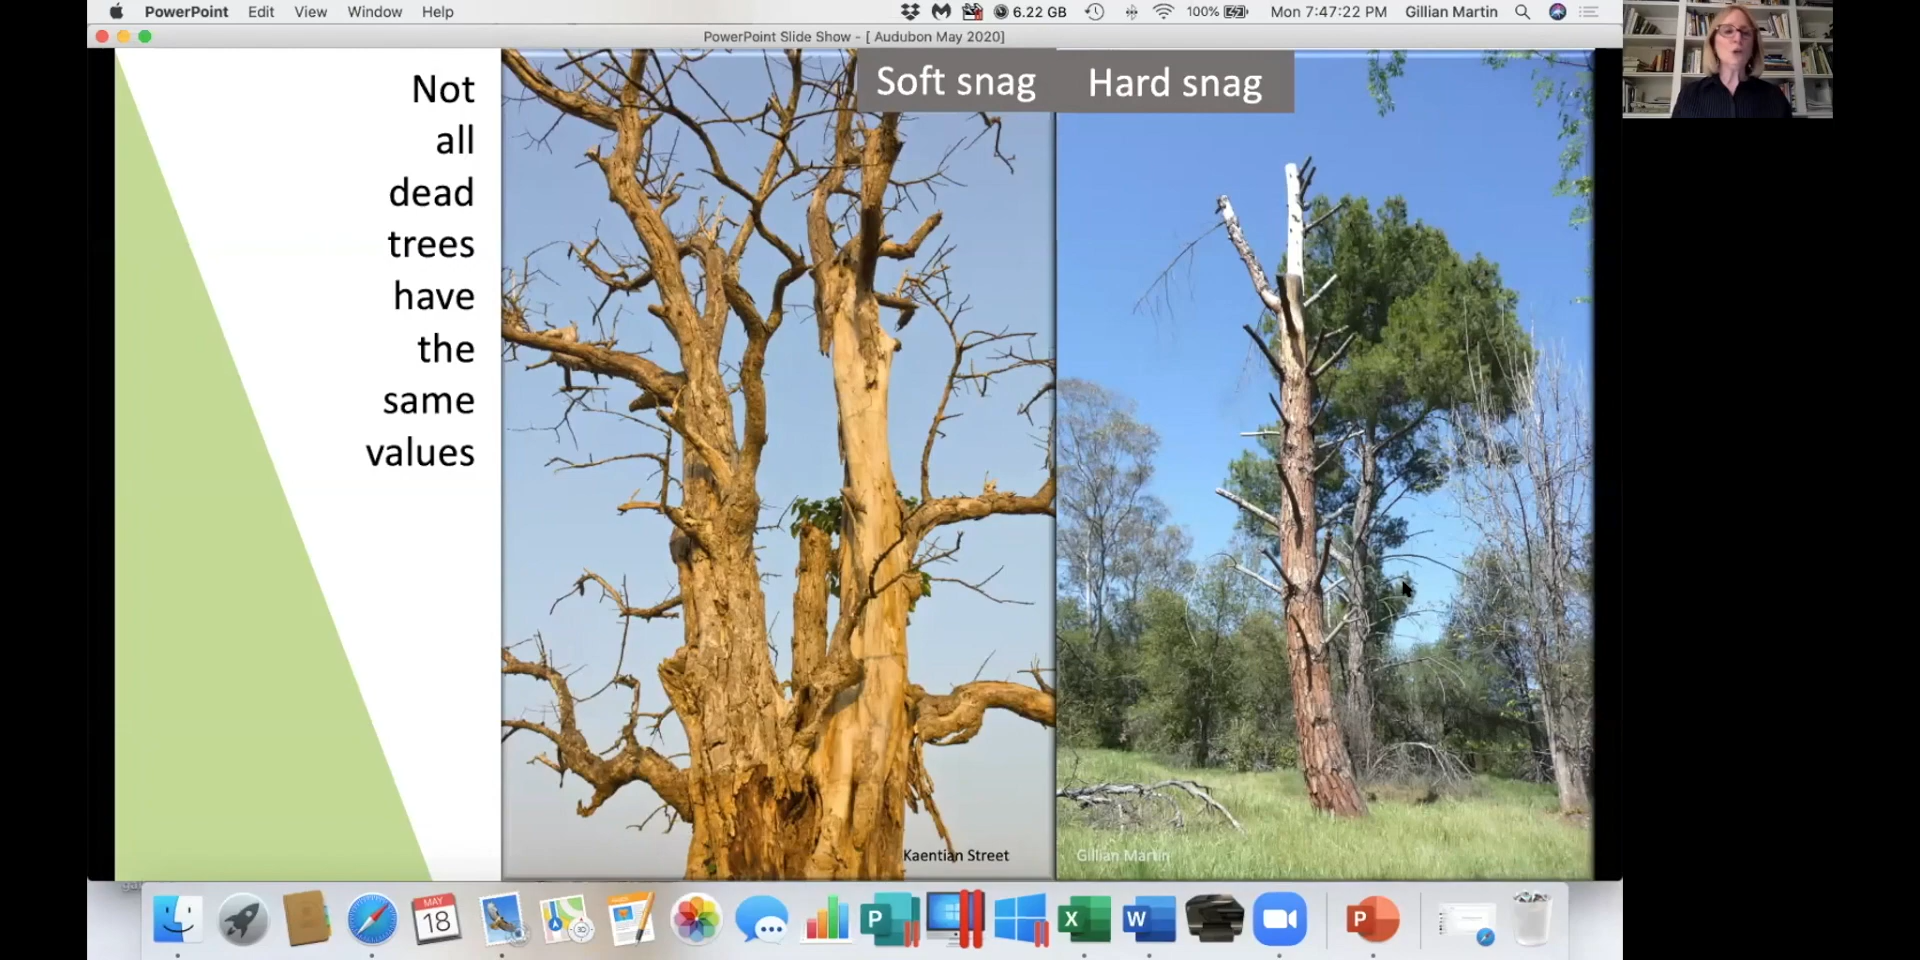 PowerPoint Edit View Window Help
6.22 GB
100%
Mon 7:47:22 PM Gillian Martin
PowerPoint Slide Show - [ Audubon May 2020]
Not
all
dead
trees
have
the
same
values
Soft snag
Hard snag
Kaentian Street
Gillian Martin
MAY
18
3D
P
X
W
P